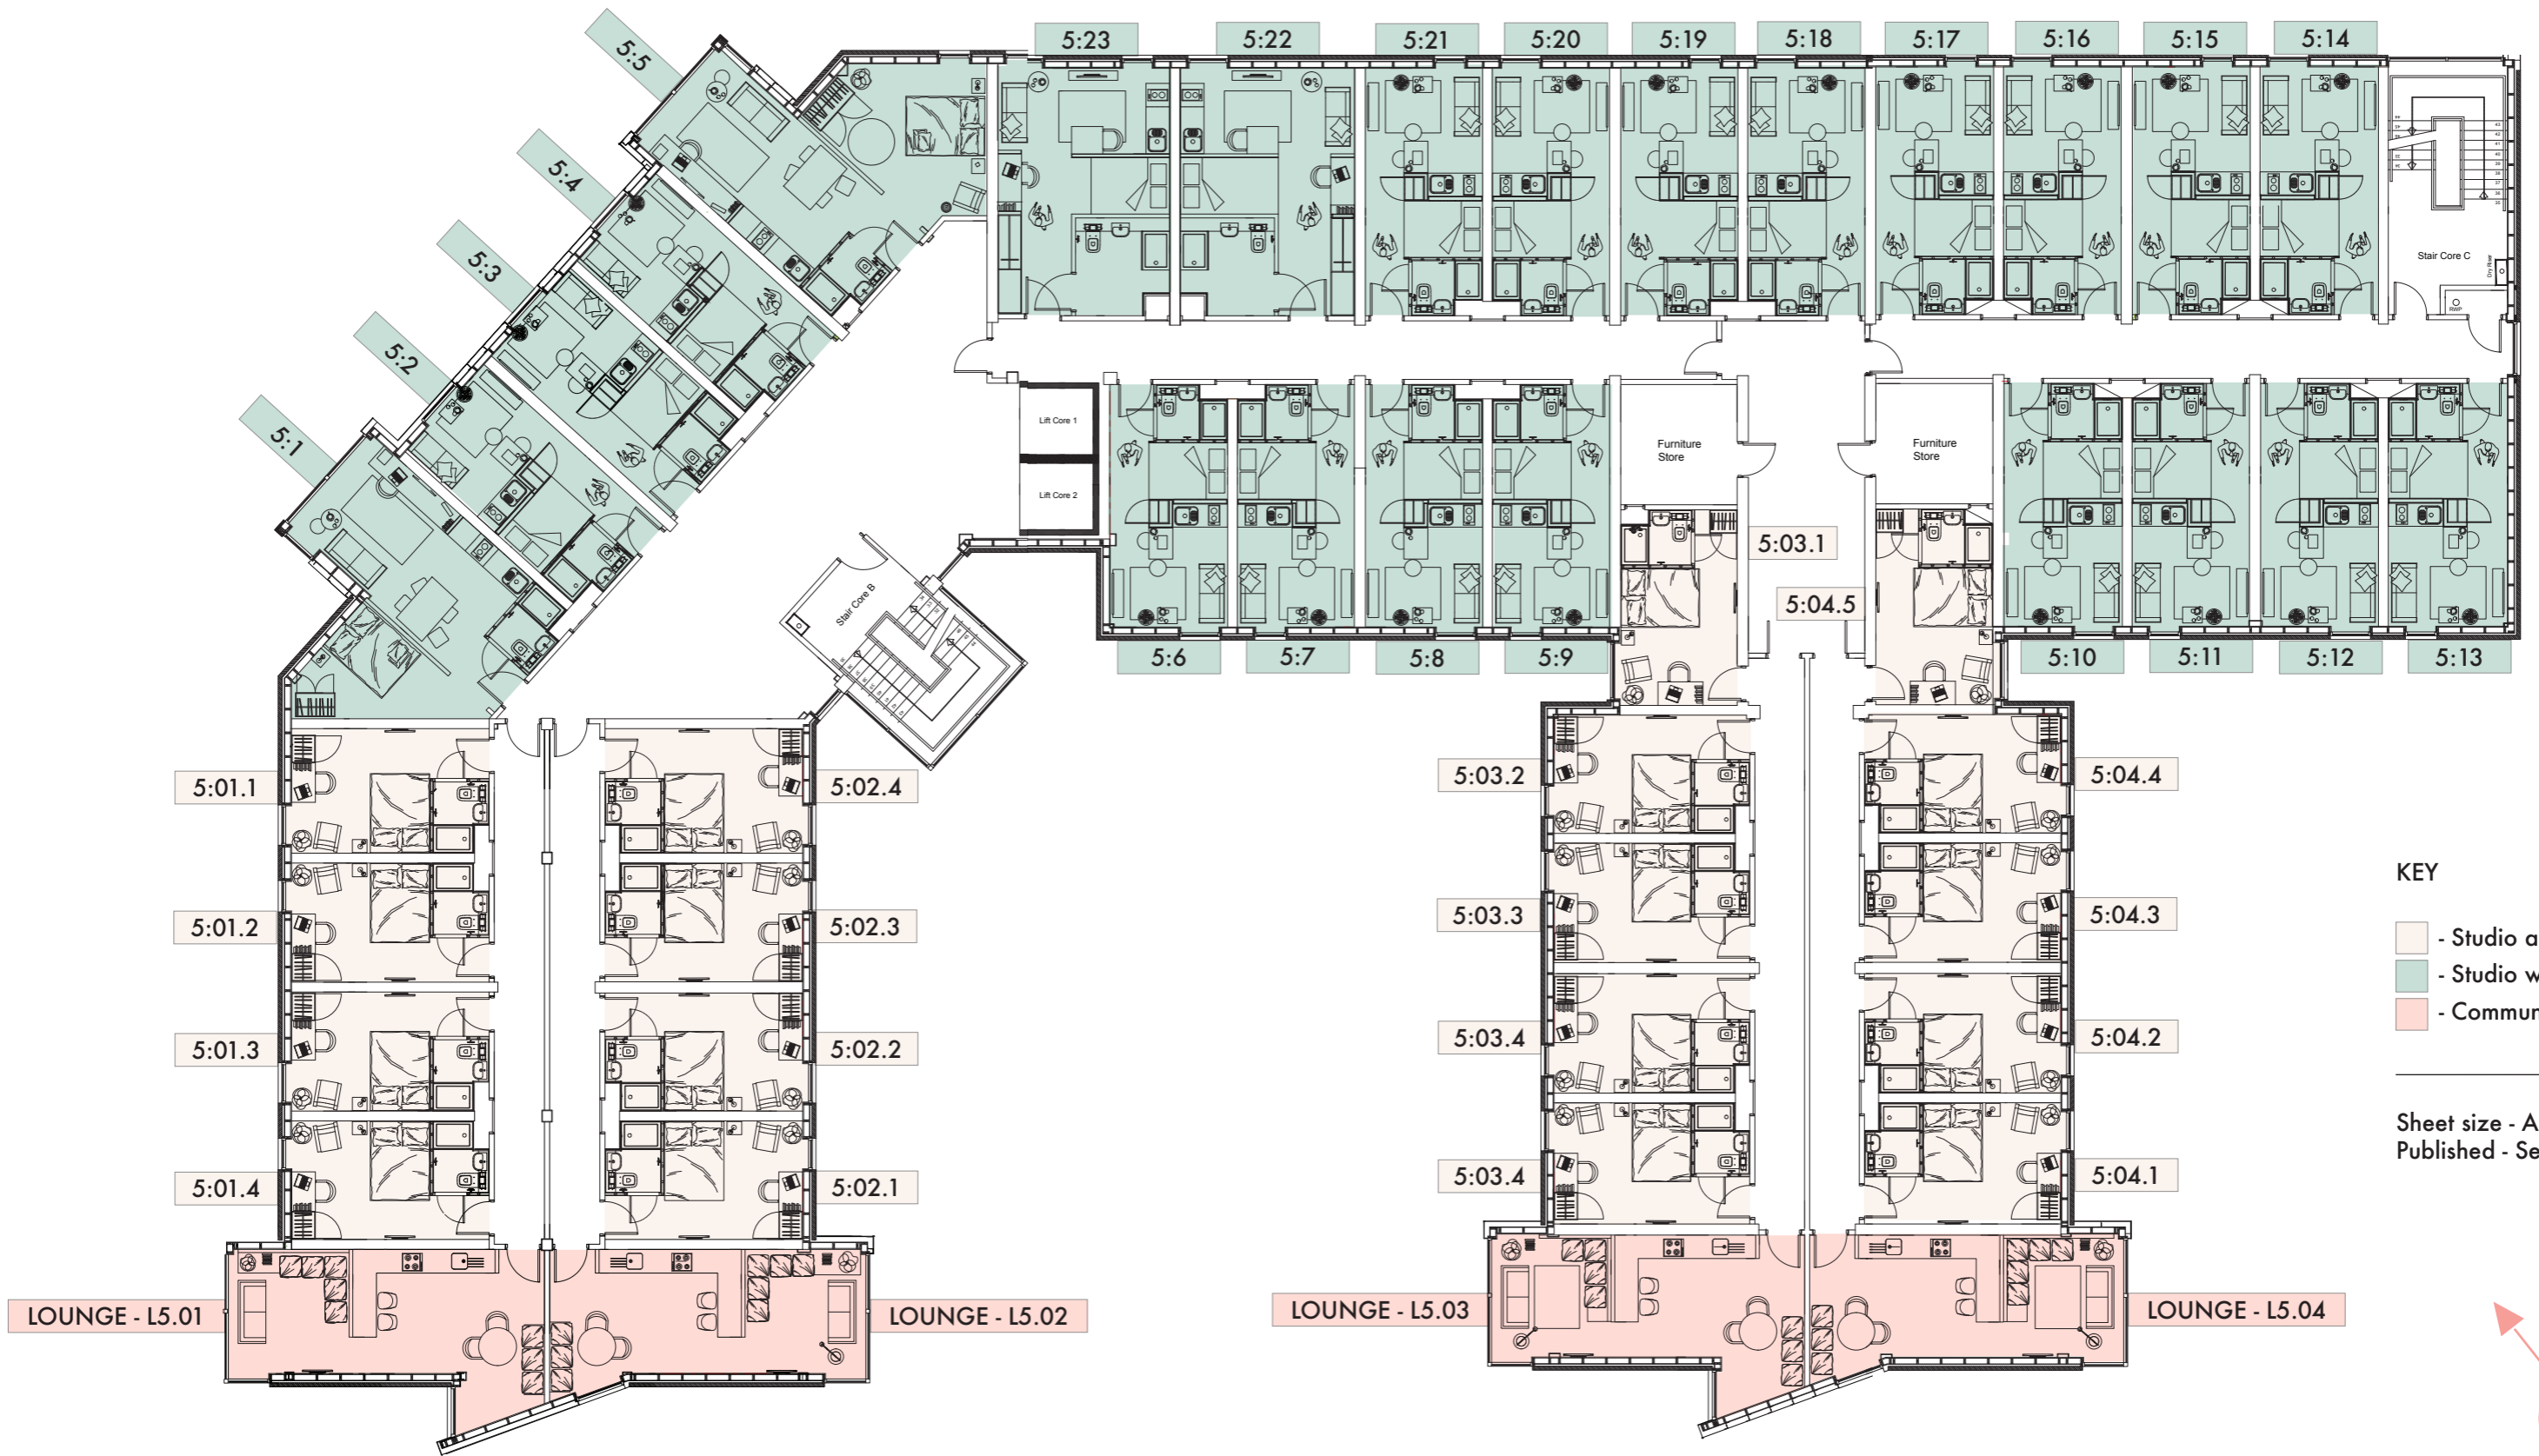 5:5
5:23
5:22
5:21
5:20
5:19
5:18
5:17
5:16
5:15
5:14
5:4
5:3
5:2
5:1
Stair Core C
Dry Riser
RWP
Lift Core 1
Lift Core 2
Furniture
Store
Furniture
Store
Stair Core B
5:03.1
5:04.5
5:6
5:7
5:8
5:9
5:10
5:11
5:12
5:13
5:01.1
5:02.4
5:03.2
5:04.4
5:01.2
5:02.3
5:03.3
5:04.3
5:01.3
5:02.2
5:03.4
5:04.2
5:01.4
5:02.1
5:03.4
5:04.1
KEY
- Studio a
- Studio w
- Commun
Sheet size - A
Published - Se
LOUNGE - L5.01
LOUNGE - L5.02
LOUNGE - L5.03
LOUNGE - L5.04